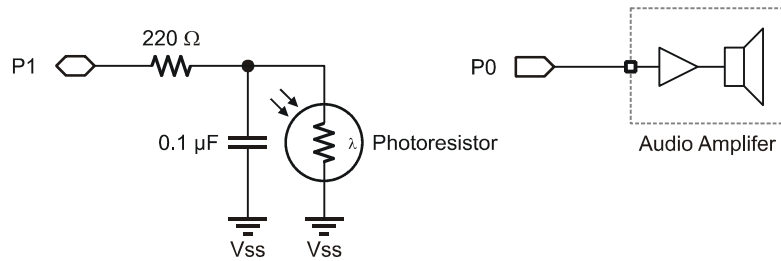 220 Ω
P1
P0
0.1 µF
λ
Photoresistor
Audio Amplifer
Vss
Vss